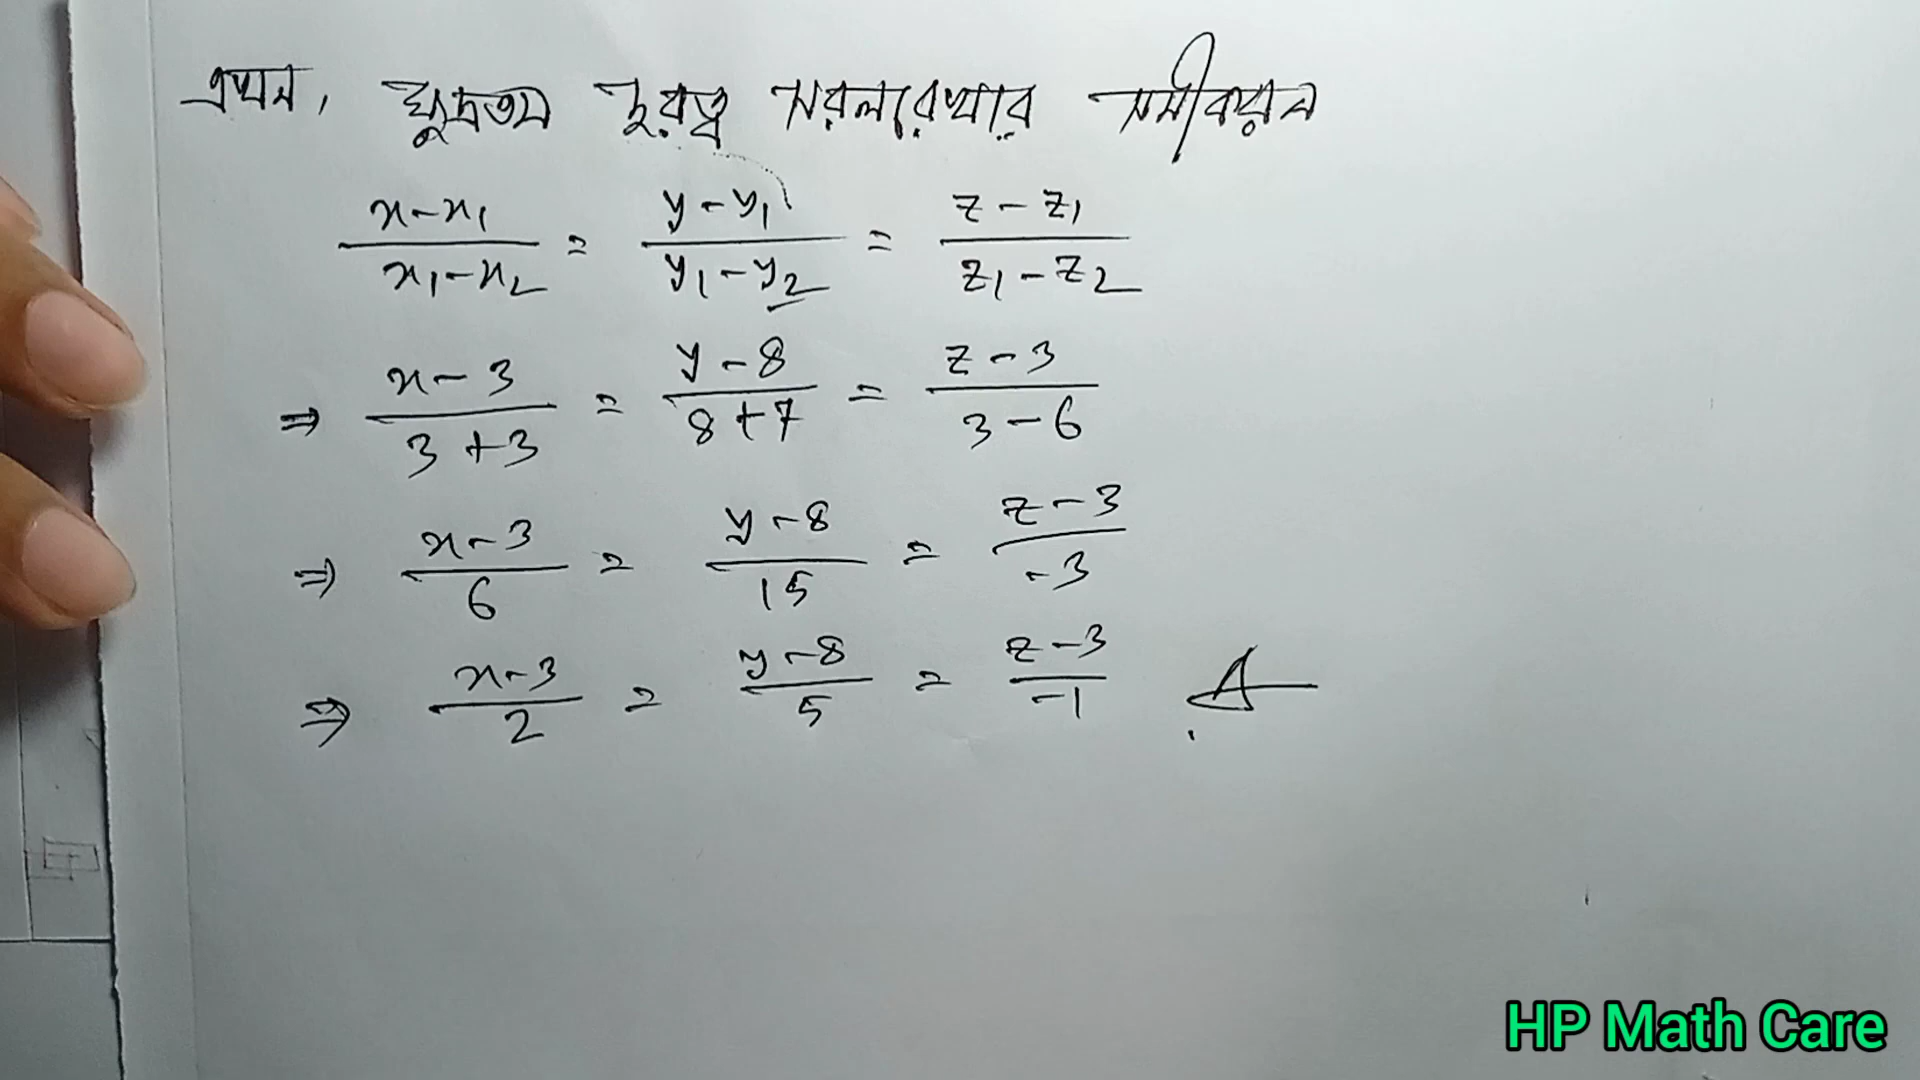 এখন, ক্ষুদ্রতম দূরত্ব সরলরেখার সমীকরন
(x-x₁)/(x₁-x₂) = (y-y₁)/(y₁-y₂) = (z-z₁)/(z₁-z₂)
⇒ (x-3)/(3+3) = (y-8)/(8+7) = (z-3)/(3-6)
⇒ (x-3)/6 = (y-8)/15 = (z-3)/-3
⇒ (x-3)/2 = (y-8)/5 = (z-3)/-1
HP Math Care